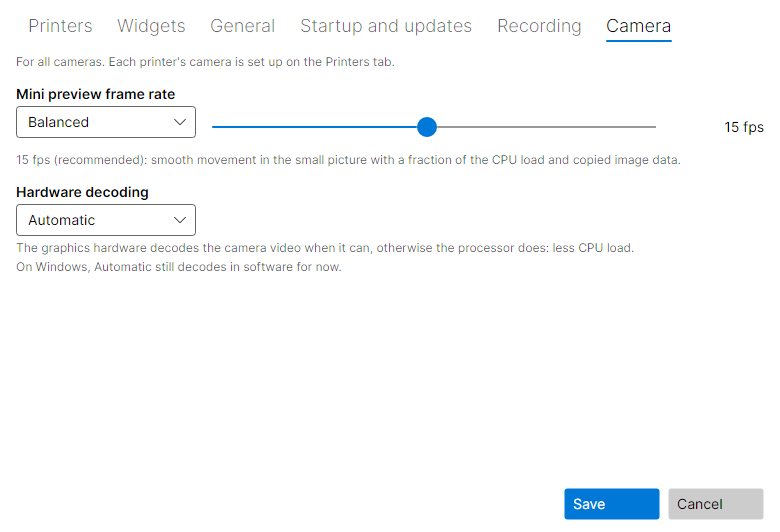 Printers Widgets General Startup and updates Recording Camera
For all cameras. Each printer's camera is set up on the Printers tab.
Mini preview frame rate
Balanced 15 fps
15 fps (recommended): smooth movement in the small picture with a fraction of the CPU load and copied image data.
Hardware decoding
Automatic
The graphics hardware decodes the camera video when it can, otherwise the processor does: less CPU load.
On Windows, Automatic still decodes in software for now.
Save Cancel